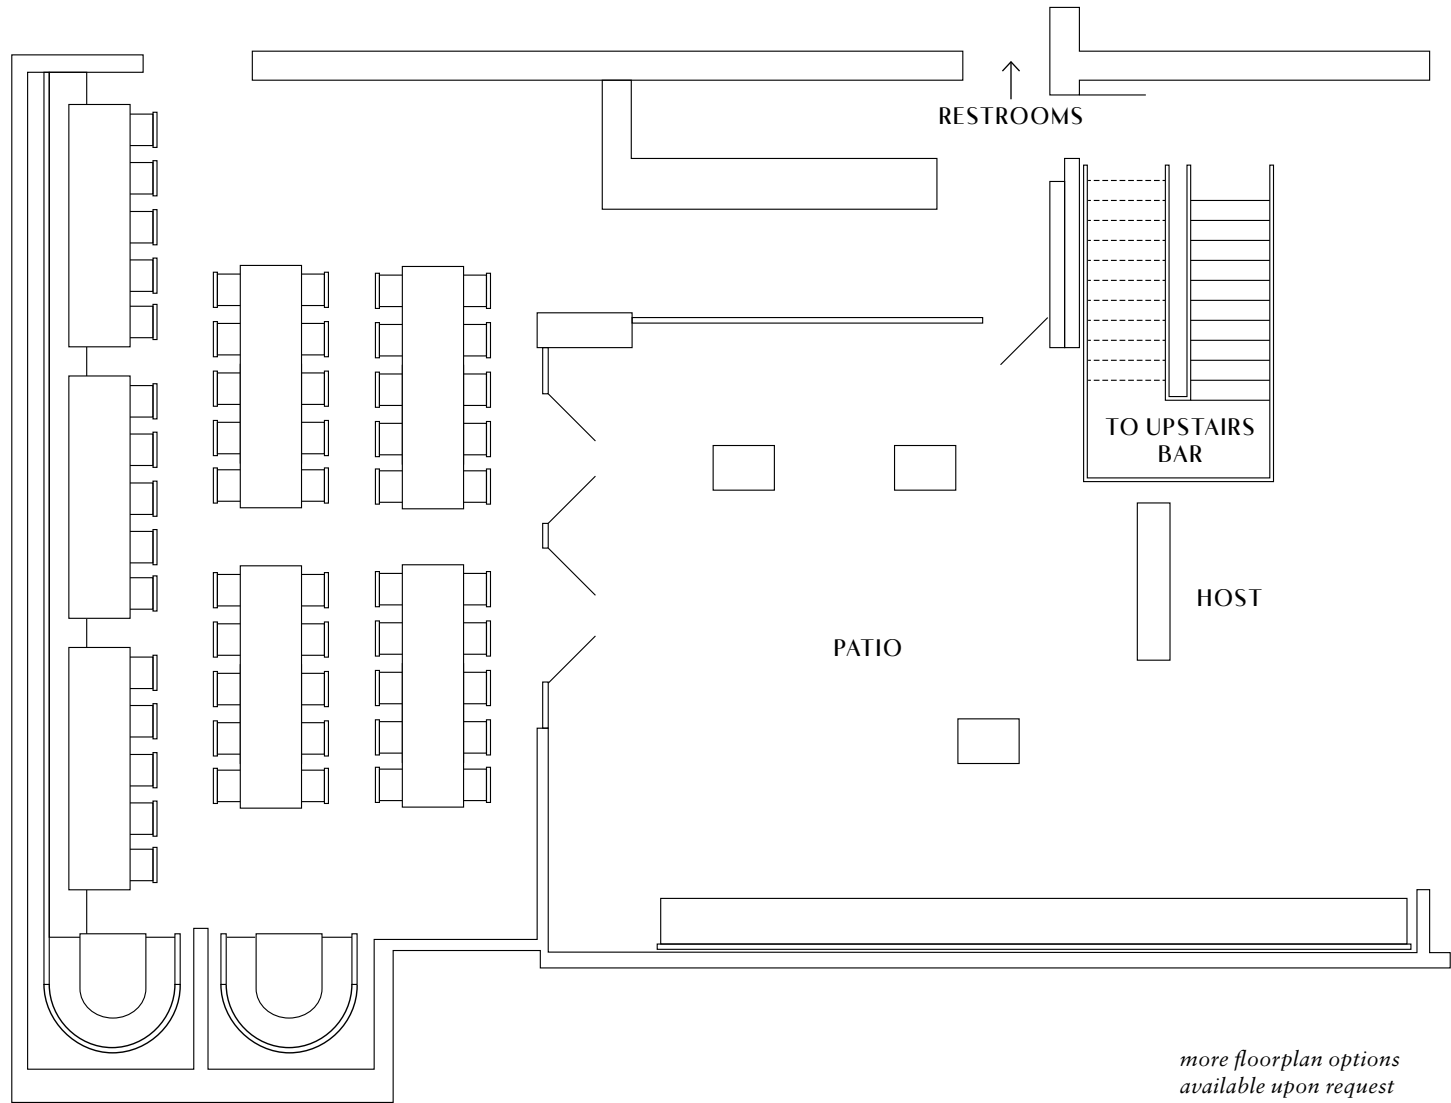 RESTROOMS
TO UPSTAIRS
BAR
HOST
PATIO
more floorplan options
available upon request